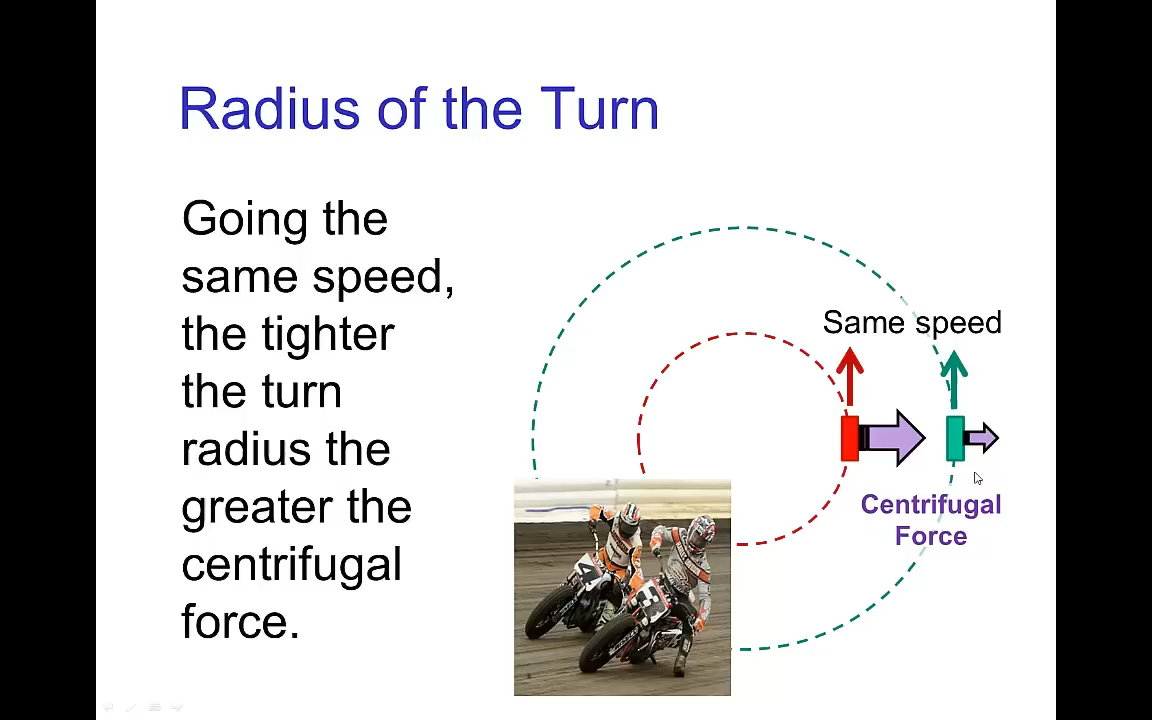 Radius of the Turn
Going the
same speed,
the tighter
the turn
radius the
greater the
centrifugal
force.
Same speed
Centrifugal
Force
4